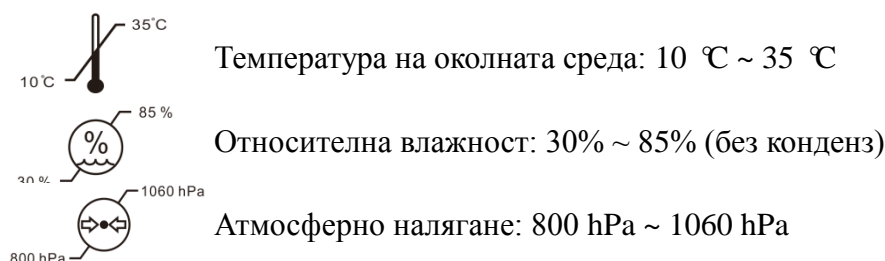 35℃
Температура на околната среда: 10 ℃ ~ 35 ℃
10℃
85 %
% Относителна влажност: 30% ~ 85% (без конденз)
30 %
1060 hPa
Атмосферно налягане: 800 hPa ~ 1060 hPa
800 hPa